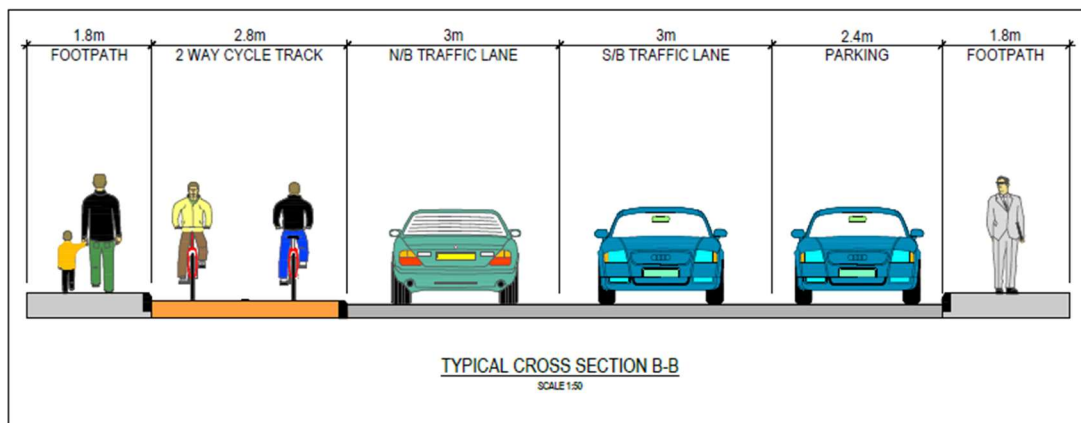 1.8m 2.8m 3m 3m 2.4m 1.8m
FOOTPATH 2 WAY CYCLE TRACK N/B TRAFFIC LANE S/B TRAFFIC LANE PARKING FOOTPATH
TYPICAL CROSS SECTION B-B
SCALE 1:50